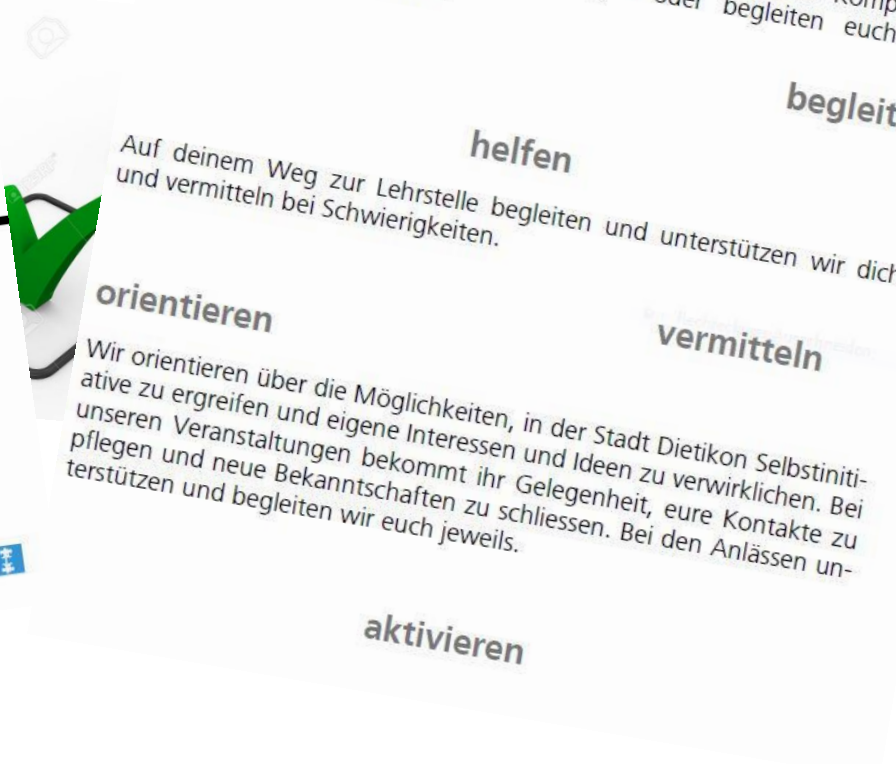 oder begleiten euch
begleit
helfen
Auf deinem Weg zur Lehrstelle begleiten und unterstützen wir dich
und vermitteln bei Schwierigkeiten.
orientieren
vermitteln
Wir orientieren über die Möglichkeiten, in der Stadt Dietikon Selbstiniti-
ative zu ergreifen und eigene Interessen und Ideen zu verwirklichen. Bei
unseren Veranstaltungen bekommt ihr Gelegenheit, eure Kontakte zu
pflegen und neue Bekanntschaften zu schliessen. Bei den Anlässen un-
terstützen und begleiten wir euch jeweils.
aktivieren